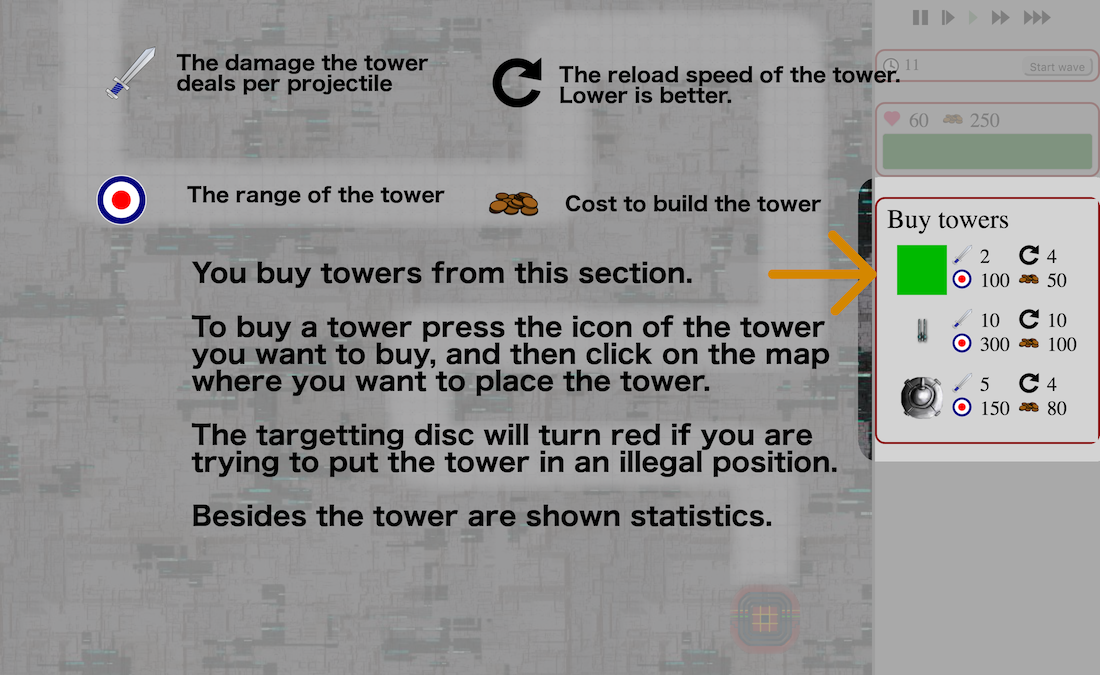 The damage the tower
deals per projectile
The reload speed of the tower.
Lower is better.
The range of the tower
Cost to build the tower
You buy towers from this section.
To buy a tower press the icon of the tower
you want to buy, and then click on the map
where you want to place the tower.
The targetting disc will turn red if you are
trying to put the tower in an illegal position.
Besides the tower are shown statistics.
11 Start wave
60 250
Buy towers
2 4
100 50
10 10
300 100
5 4
150 80